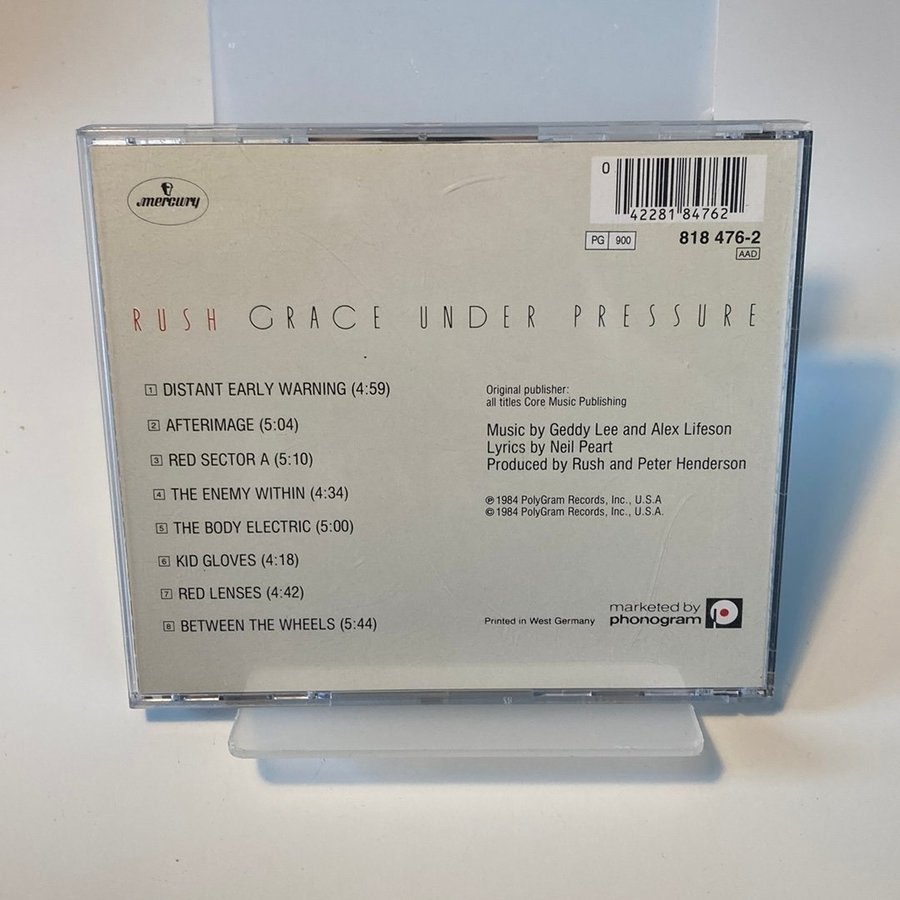 mercury
0
42281 84762
PG 900
818 476-2
AAD
RUSH GRACE UNDER PRESSURE
1 DISTANT EARLY WARNING (4:59)
2 AFTERIMAGE (5:04)
3 RED SECTOR A (5:10)
4 THE ENEMY WITHIN (4:34)
5 THE BODY ELECTRIC (5:00)
6 KID GLOVES (4:18)
7 RED LENSES (4:42)
8 BETWEEN THE WHEELS (5:44)
Original publisher:
all titles Core Music Publishing
Music by Geddy Lee and Alex Lifeson
Lyrics by Neil Peart
Produced by Rush and Peter Henderson
℗ 1984 PolyGram Records, Inc., U.S.A
© 1984 PolyGram Records, Inc., U.S.A.
Printed in West Germany
marketed by
phonogram